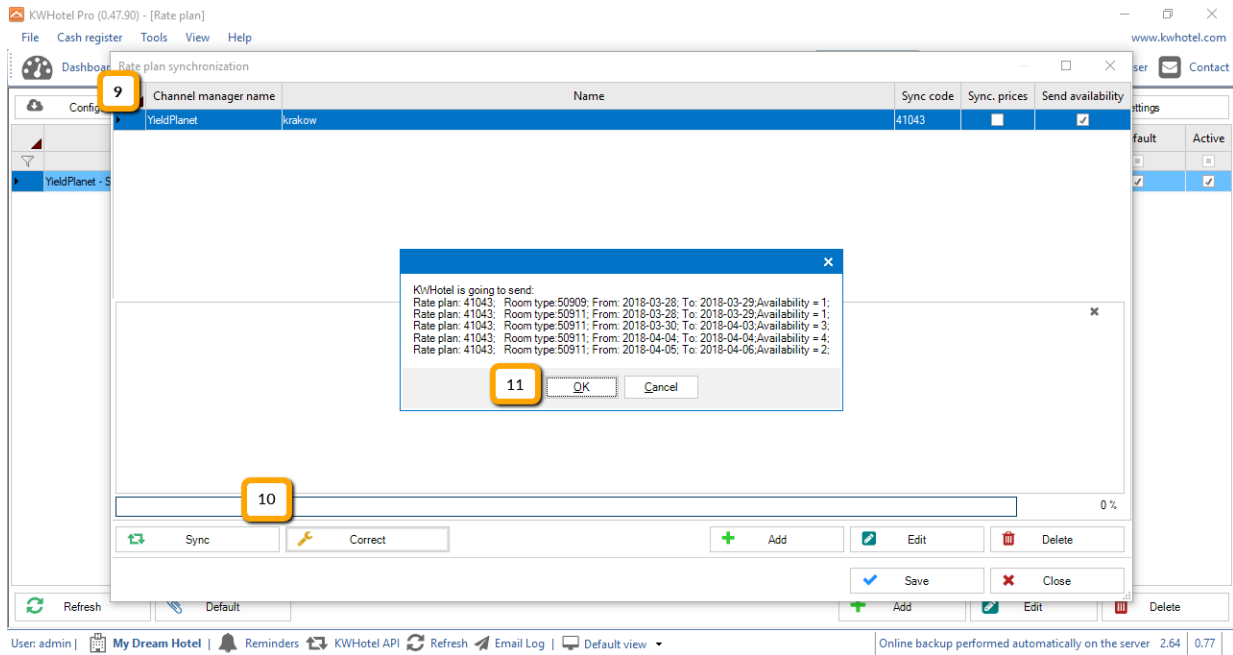 KWHotel Pro (0.47.90) - [Rate plan]
File Cash register Tools View Help www.kwhotel.com
Dashboar Rate plan synchronization ser Contact
9
Config Channel manager name Name Sync code Sync. prices Send availability ettings
YieldPlanet krakow 41043 fault Active
YieldPlanet - S
KWHotel is going to send:
Rate plan: 41043; Room type:50909; From: 2018-03-28; To: 2018-03-29;Availability = 1;
Rate plan: 41043; Room type:50911; From: 2018-03-28; To: 2018-03-29;Availability = 1;
Rate plan: 41043; Room type:50911; From: 2018-03-30; To: 2018-04-03;Availability = 3;
Rate plan: 41043; Room type:50911; From: 2018-04-04; To: 2018-04-04;Availability = 4;
Rate plan: 41043; Room type:50911; From: 2018-04-05; To: 2018-04-06;Availability = 2;
11 OK Cancel
10 0 %
Sync Correct Add Edit Delete
Save Close
Refresh Default Add Edit Delete
User: admin | My Dream Hotel | Reminders KWHotel API Refresh Email Log | Default view Online backup performed automatically on the server 2.64 0.77